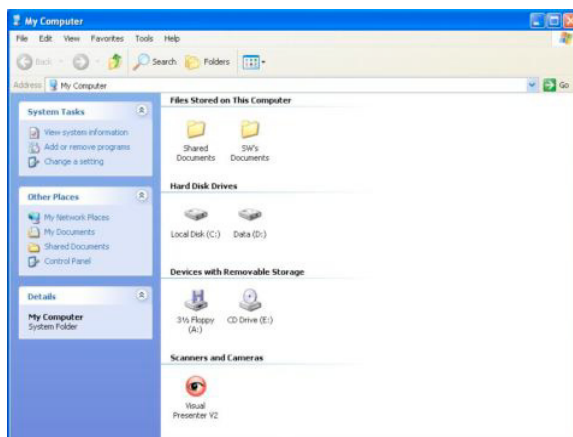 My Computer
File Edit View Favorites Tools Help
Back Search Folders
Address My Computer Go
System Tasks
View system information
Add or remove programs
Change a setting
Other Places
My Network Places
My Documents
Shared Documents
Control Panel
Details
My Computer
System Folder
Files Stored on This Computer
Shared Documents
SW's Documents
Hard Disk Drives
Local Disk (C:) Data (D:)
Devices with Removable Storage
3½ Floppy (A:)
CD Drive (E:)
Scanners and Cameras
Visual Presenter V2